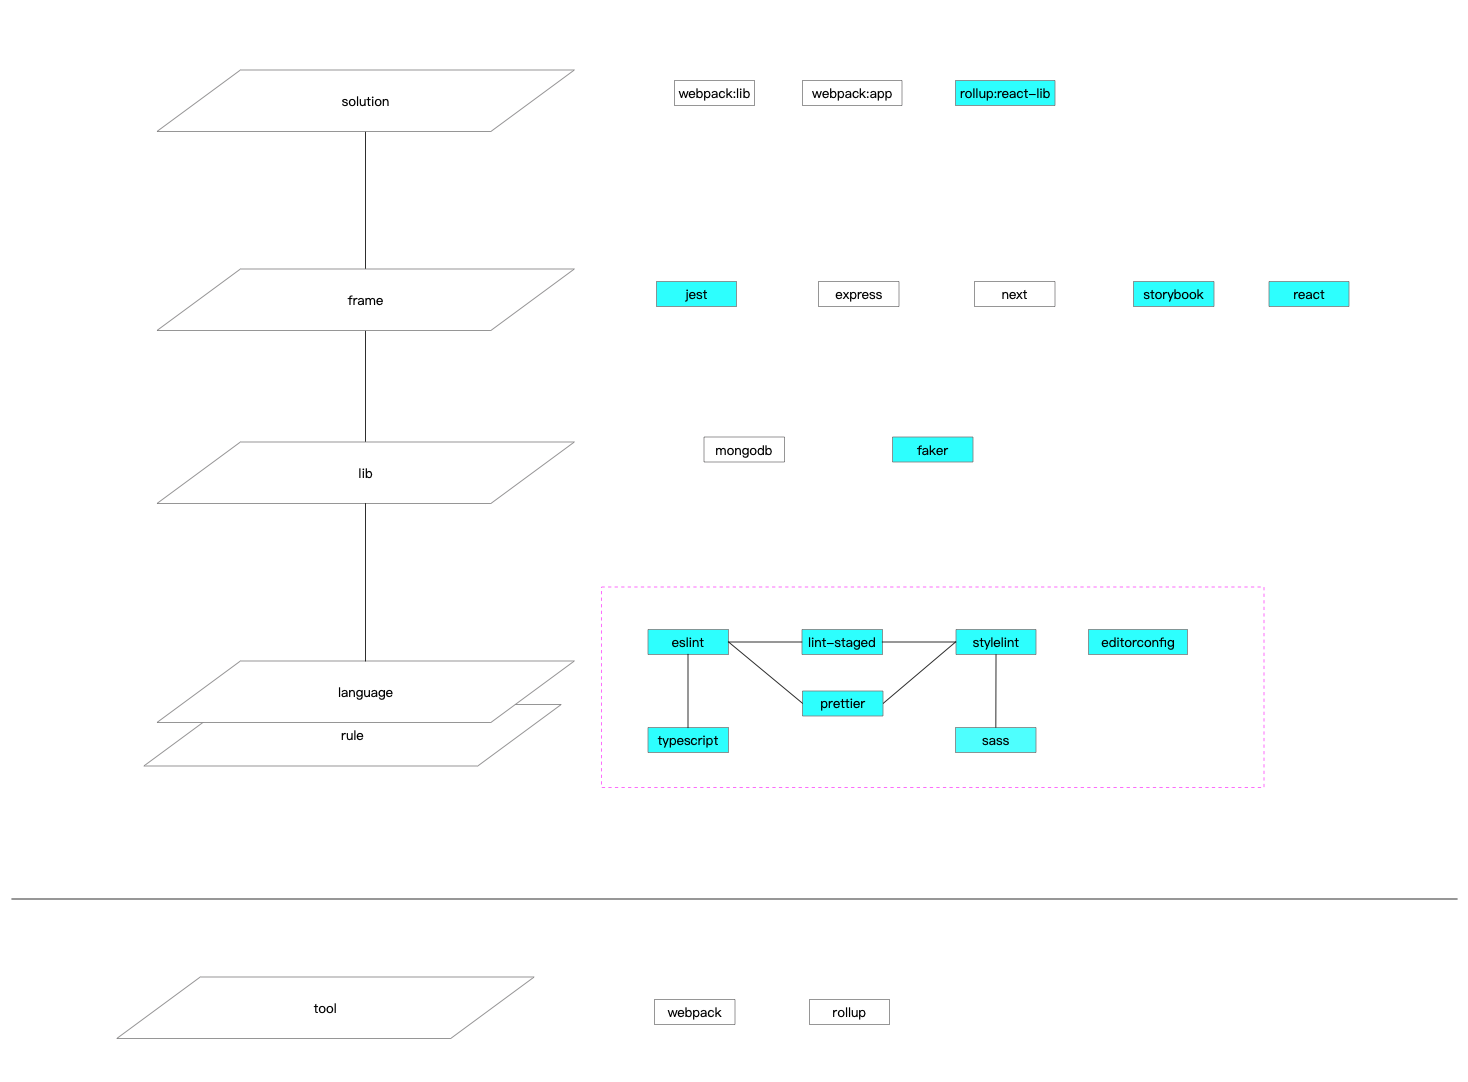 solution
webpack:lib
webpack:app
rollup:react-lib
frame
jest
express
next
storybook
react
lib
mongodb
faker
language
rule
eslint
lint-staged
stylelint
editorconfig
prettier
typescript
sass
tool
webpack
rollup